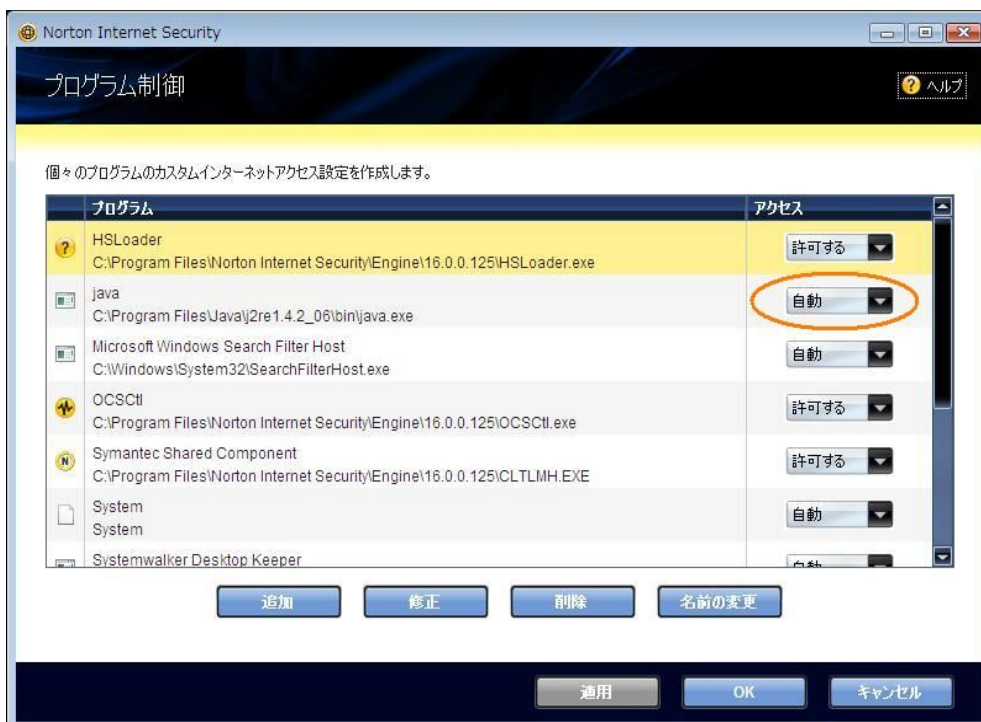 Norton Internet Security
プログラム制御
ヘルプ
個々のプログラムのカスタムインターネットアクセス設定を作成します。
プログラム アクセス
HSLoader
C:\Program Files\Norton Internet Security\Engine\16.0.0.125\HSLoader.exe
許可する
java
C:\Program Files\Java\j2re1.4.2_06\bin\java.exe
自動
Microsoft Windows Search Filter Host
C:\Windows\System32\SearchFilterHost.exe
自動
OCSCtl
C:\Program Files\Norton Internet Security\Engine\16.0.0.125\OCSCtl.exe
許可する
Symantec Shared Component
C:\Program Files\Norton Internet Security\Engine\16.0.0.125\CLTLMH.EXE
許可する
System
System
自動
Systemwalker Desktop Keeper
自動
追加 修正 削除 名前の変更
適用 OK キャンセル